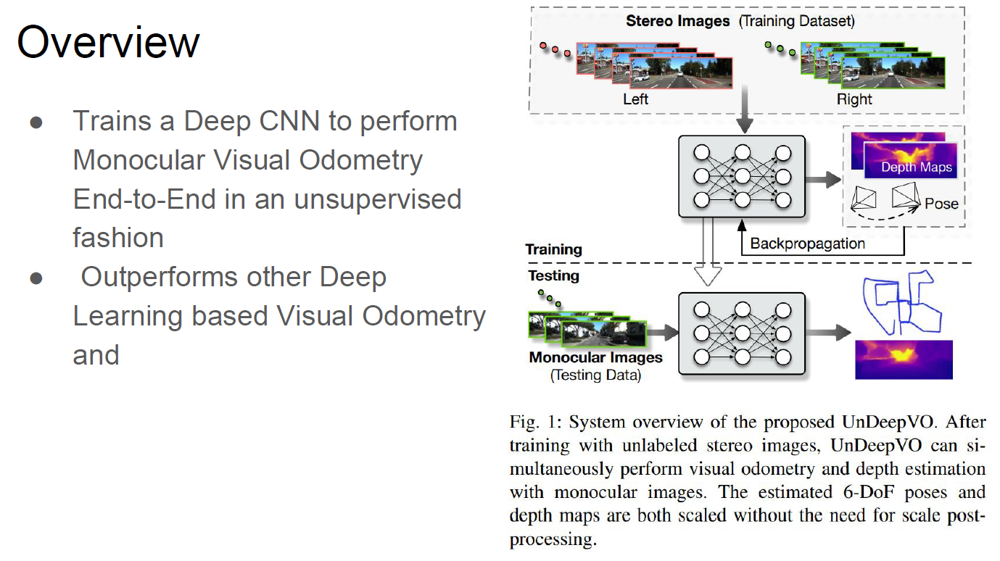 Overview
● Trains a Deep CNN to perform
Monocular Visual Odometry
End-to-End in an unsupervised
fashion
● Outperforms other Deep
Learning based Visual Odometry
and
Stereo Images (Training Dataset)
Left
Right
Depth Maps
Pose
Backpropagation
Training
Testing
Monocular Images
(Testing Data)
Fig. 1: System overview of the proposed UnDeepVO. After
training with unlabeled stereo images, UnDeepVO can si-
multaneously perform visual odometry and depth estimation
with monocular images. The estimated 6-DoF poses and
depth maps are both scaled without the need for scale post-
processing.